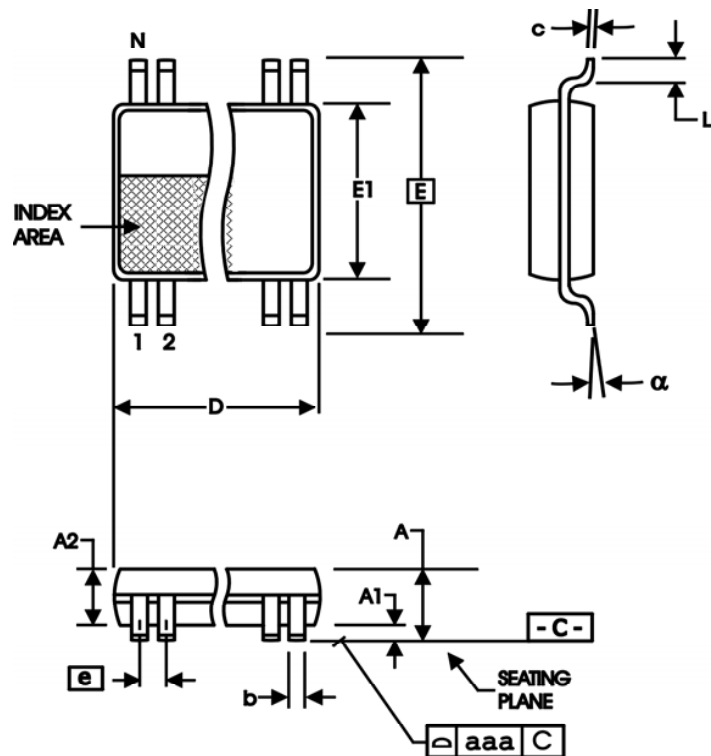 N
c
L
E1
E
INDEX
AREA
1 2
α
D
A2
A
A1
- C -
e
b
SEATING
PLANE
⌓ aaa C